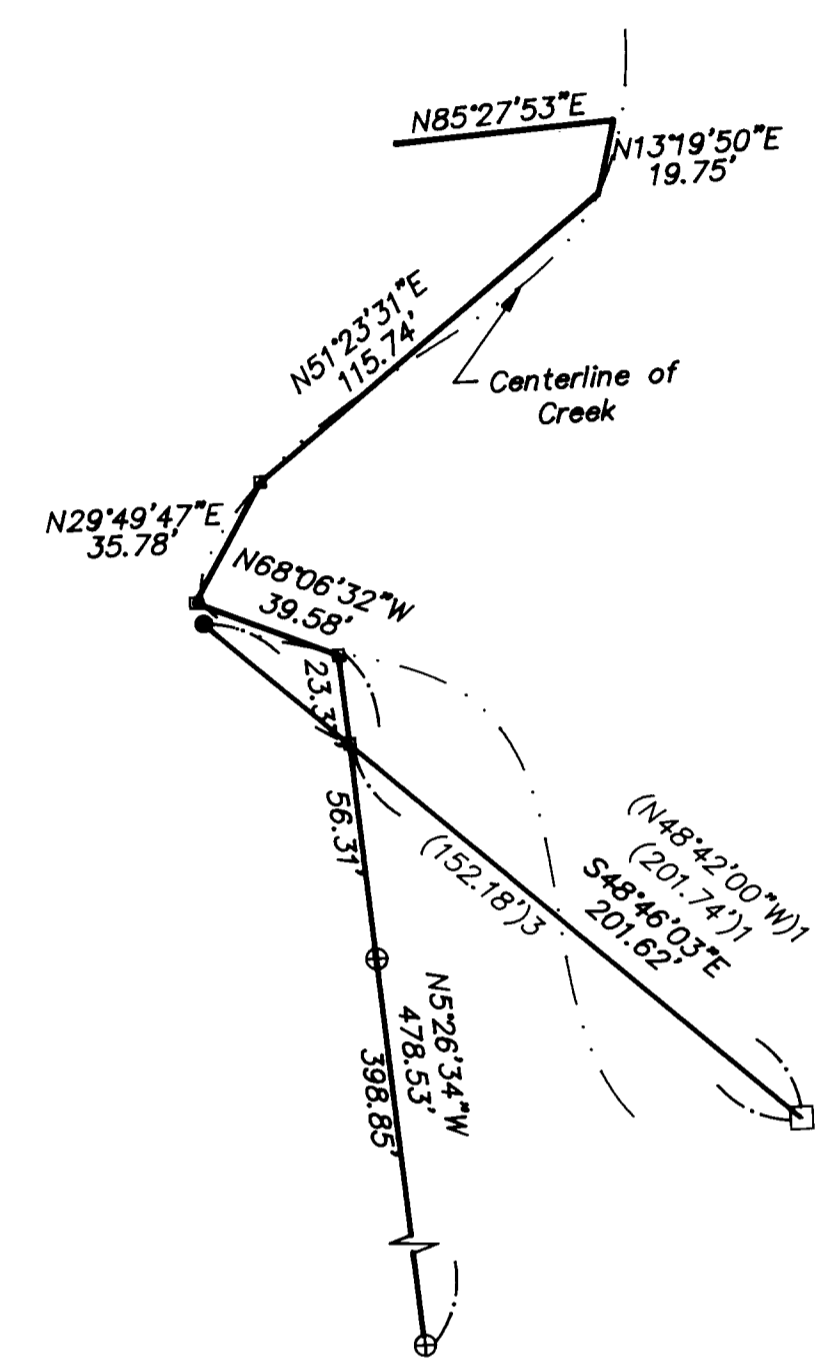 N85°27'53"E
N13°19'50"E
19.75'
N51°23'31"E
115.74'
Centerline of
Creek
N29°49'47"E
35.78'
N68°06'32"W
39.58'
56.31'
(152.18')3
(N48°42'00"W)1
(201.74')1
S48°46'03"E
201.62'
N5°26'34"W
478.53'
398.85'